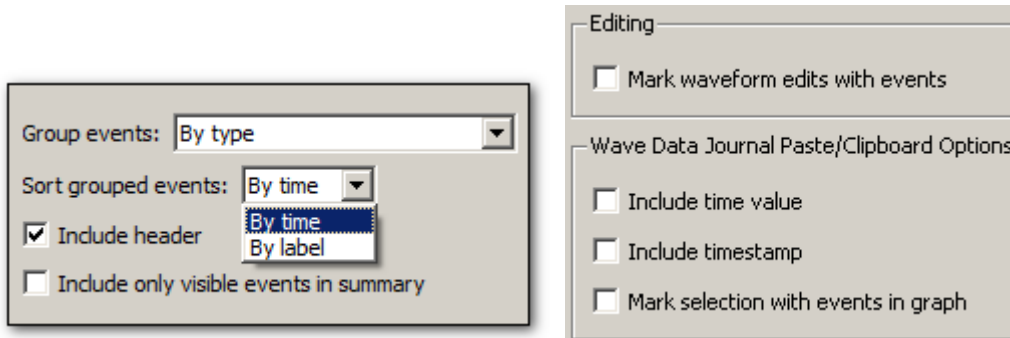 Group events: By type
Sort grouped events: By time
By time
By label
Include header
Include only visible events in summary
Editing
Mark waveform edits with events
Wave Data Journal Paste/Clipboard Options
Include time value
Include timestamp
Mark selection with events in graph